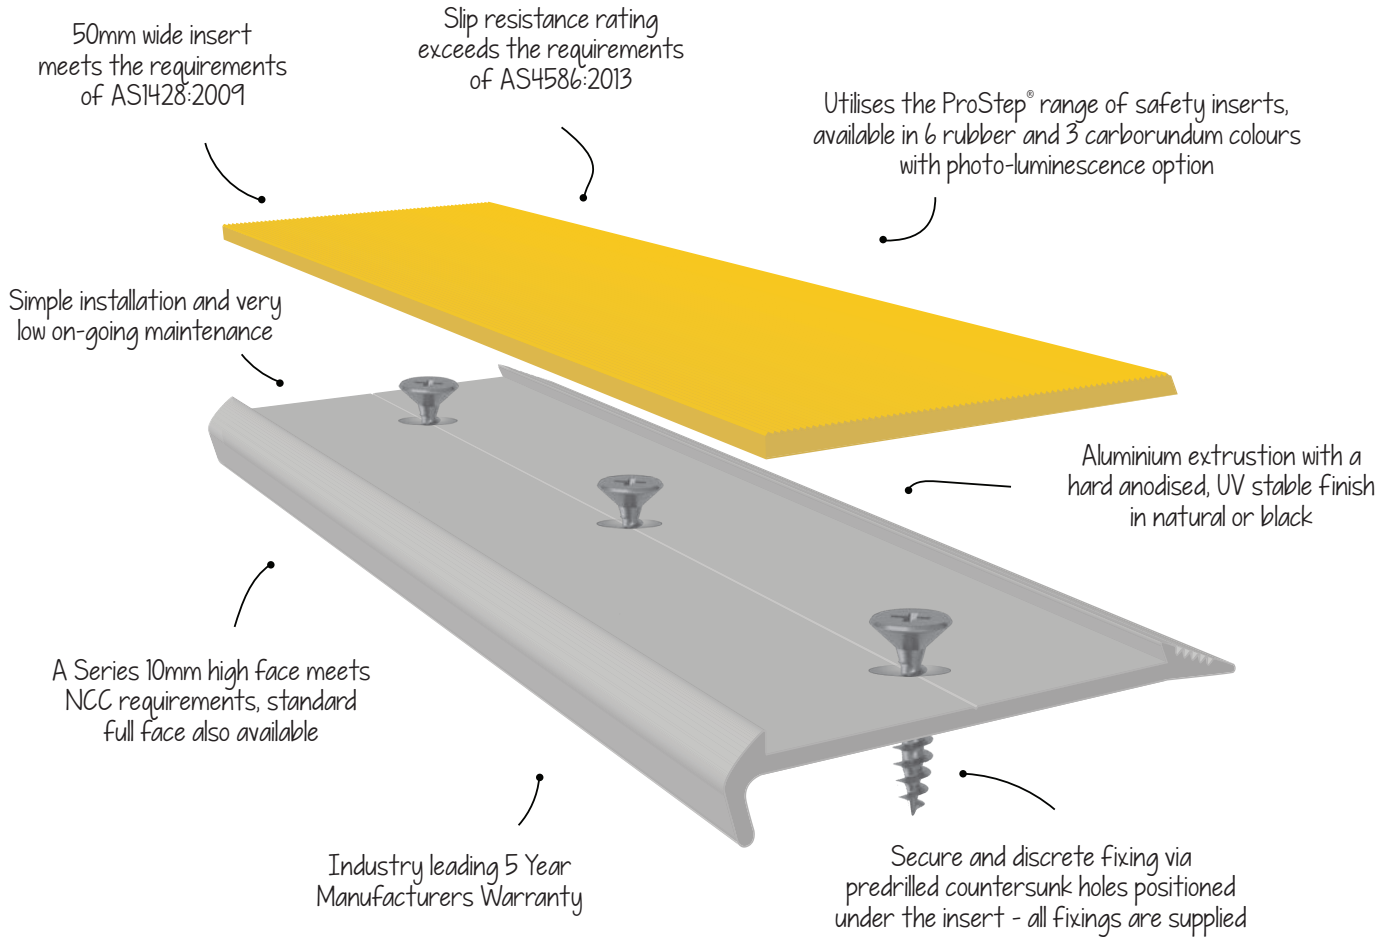 50mm wide insert
meets the requirements
of AS1428:2009
Slip resistance rating
exceeds the requirements
of AS4586:2013
Utilises the ProStep® range of safety inserts,
available in 6 rubber and 3 carborundum colours
with photo-luminescence option
Simple installation and very
low on-going maintenance
Aluminium extrustion with a
hard anodised, UV stable finish
in natural or black
A Series 10mm high face meets
NCC requirements, standard
full face also available
Industry leading 5 Year
Manufacturers Warranty
Secure and discrete fixing via
predrilled countersunk holes positioned
under the insert - all fixings are supplied